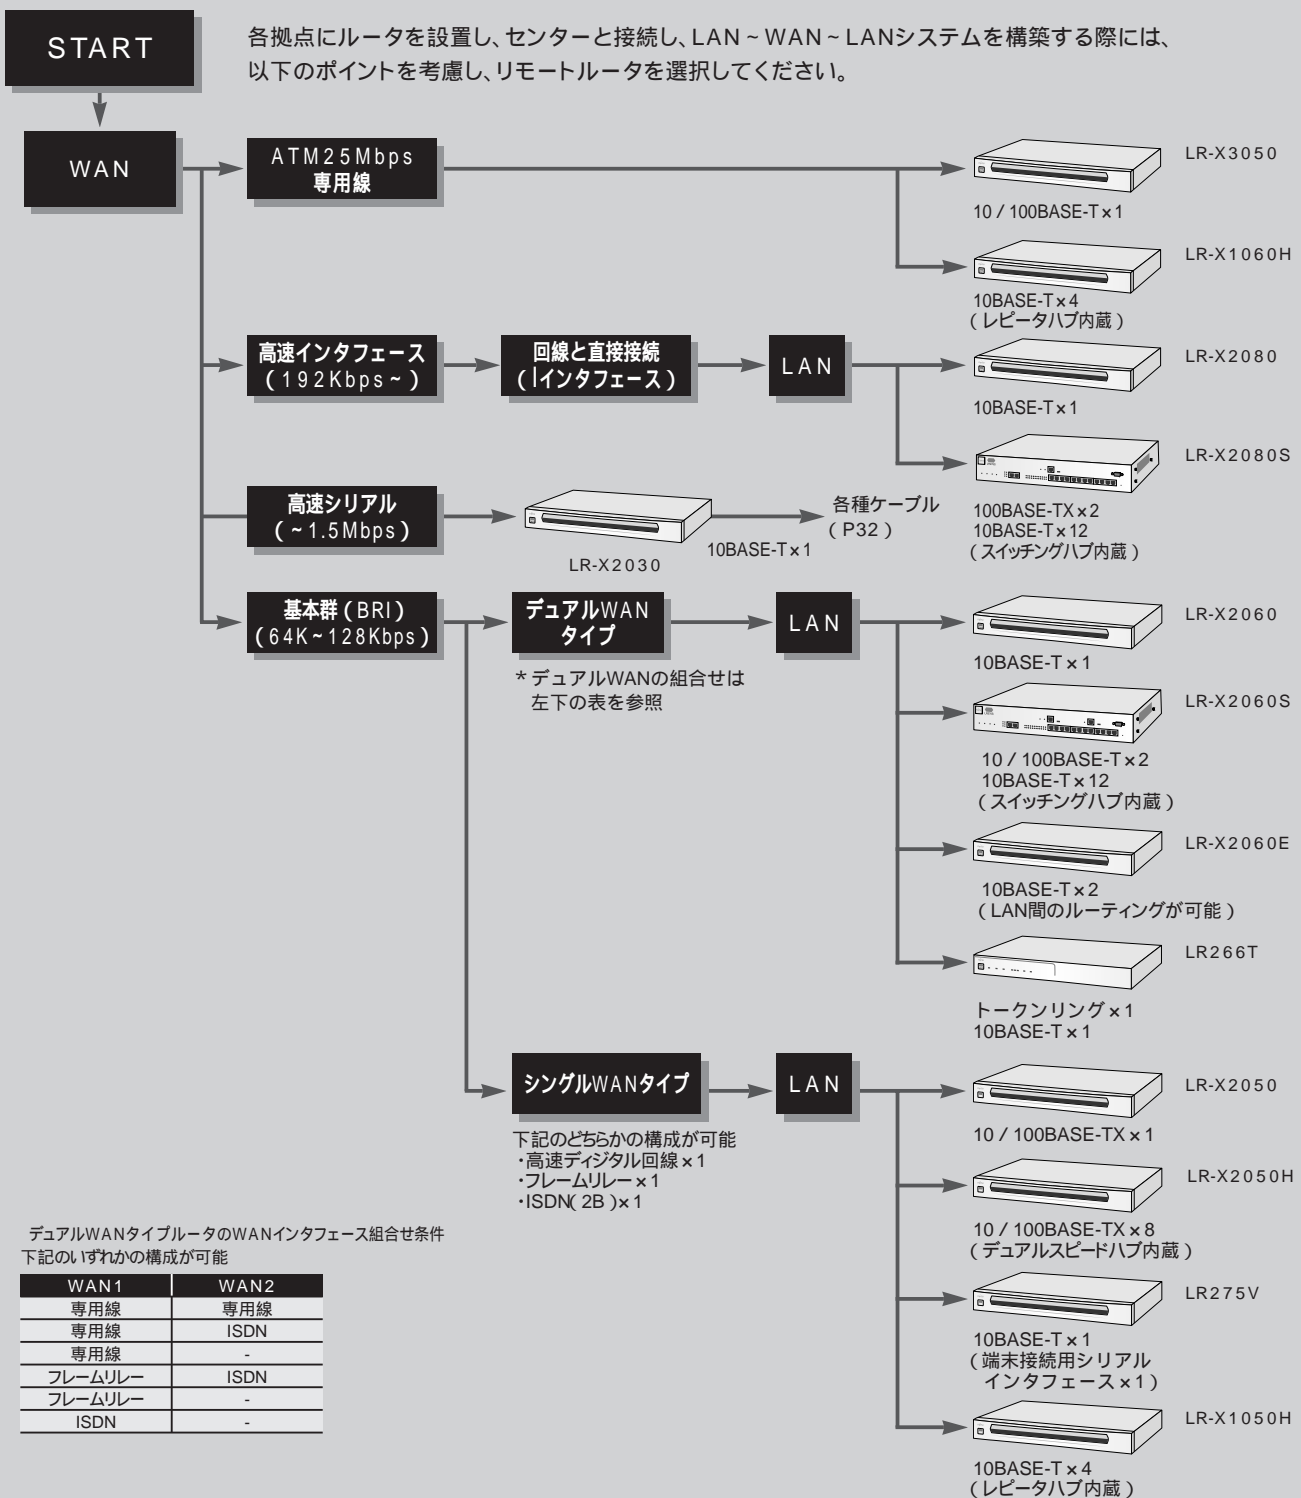 START
各拠点にルータを設置し、センターと接続し、LAN ~ WAN ~ LANシステムを構築する際には、
以下のポイントを考慮し、リモートルータを選択してください。
WAN
ATM25Mbps
専用線
LR-X3050
10 / 100BASE-T×1
LR-X1060H
10BASE-T×4
(レピータハブ内蔵)
高速インタフェース
(192Kbps~)
回線と直接接続
(Iインタフェース)
LAN
LR-X2080
10BASE-T×1
LR-X2080S
100BASE-TX×2
10BASE-T×12
(スイッチングハブ内蔵)
高速シリアル
(~1.5Mbps)
LR-X2030
10BASE-T×1
各種ケーブル
(P32)
基本群(BRI)
(64K~128Kbps)
デュアルWAN
タイプ
*デュアルWANの組合せは
左下の表を参照
LAN
LR-X2060
10BASE-T×1
LR-X2060S
10 / 100BASE-T×2
10BASE-T×12
(スイッチングハブ内蔵)
LR-X2060E
10BASE-T×2
(LAN間のルーティングが可能)
LR266T
トークンリング×1
10BASE-T×1
シングルWANタイプ
下記のどちらかの構成が可能
・高速ディジタル回線×1
・フレームリレー×1
・ISDN(2B)×1
LAN
LR-X2050
10 / 100BASE-TX×1
LR-X2050H
10 / 100BASE-TX×8
(デュアルスピードハブ内蔵)
LR275V
10BASE-T×1
(端末接続用シリアル
インタフェース×1)
LR-X1050H
10BASE-T×4
(レピータハブ内蔵)
デュアルWANタイプルータのWANインタフェース組合せ条件
下記のいずれかの構成が可能
WAN1 WAN2
専用線 専用線
専用線 ISDN
専用線 -
フレームリレー ISDN
フレームリレー -
ISDN -